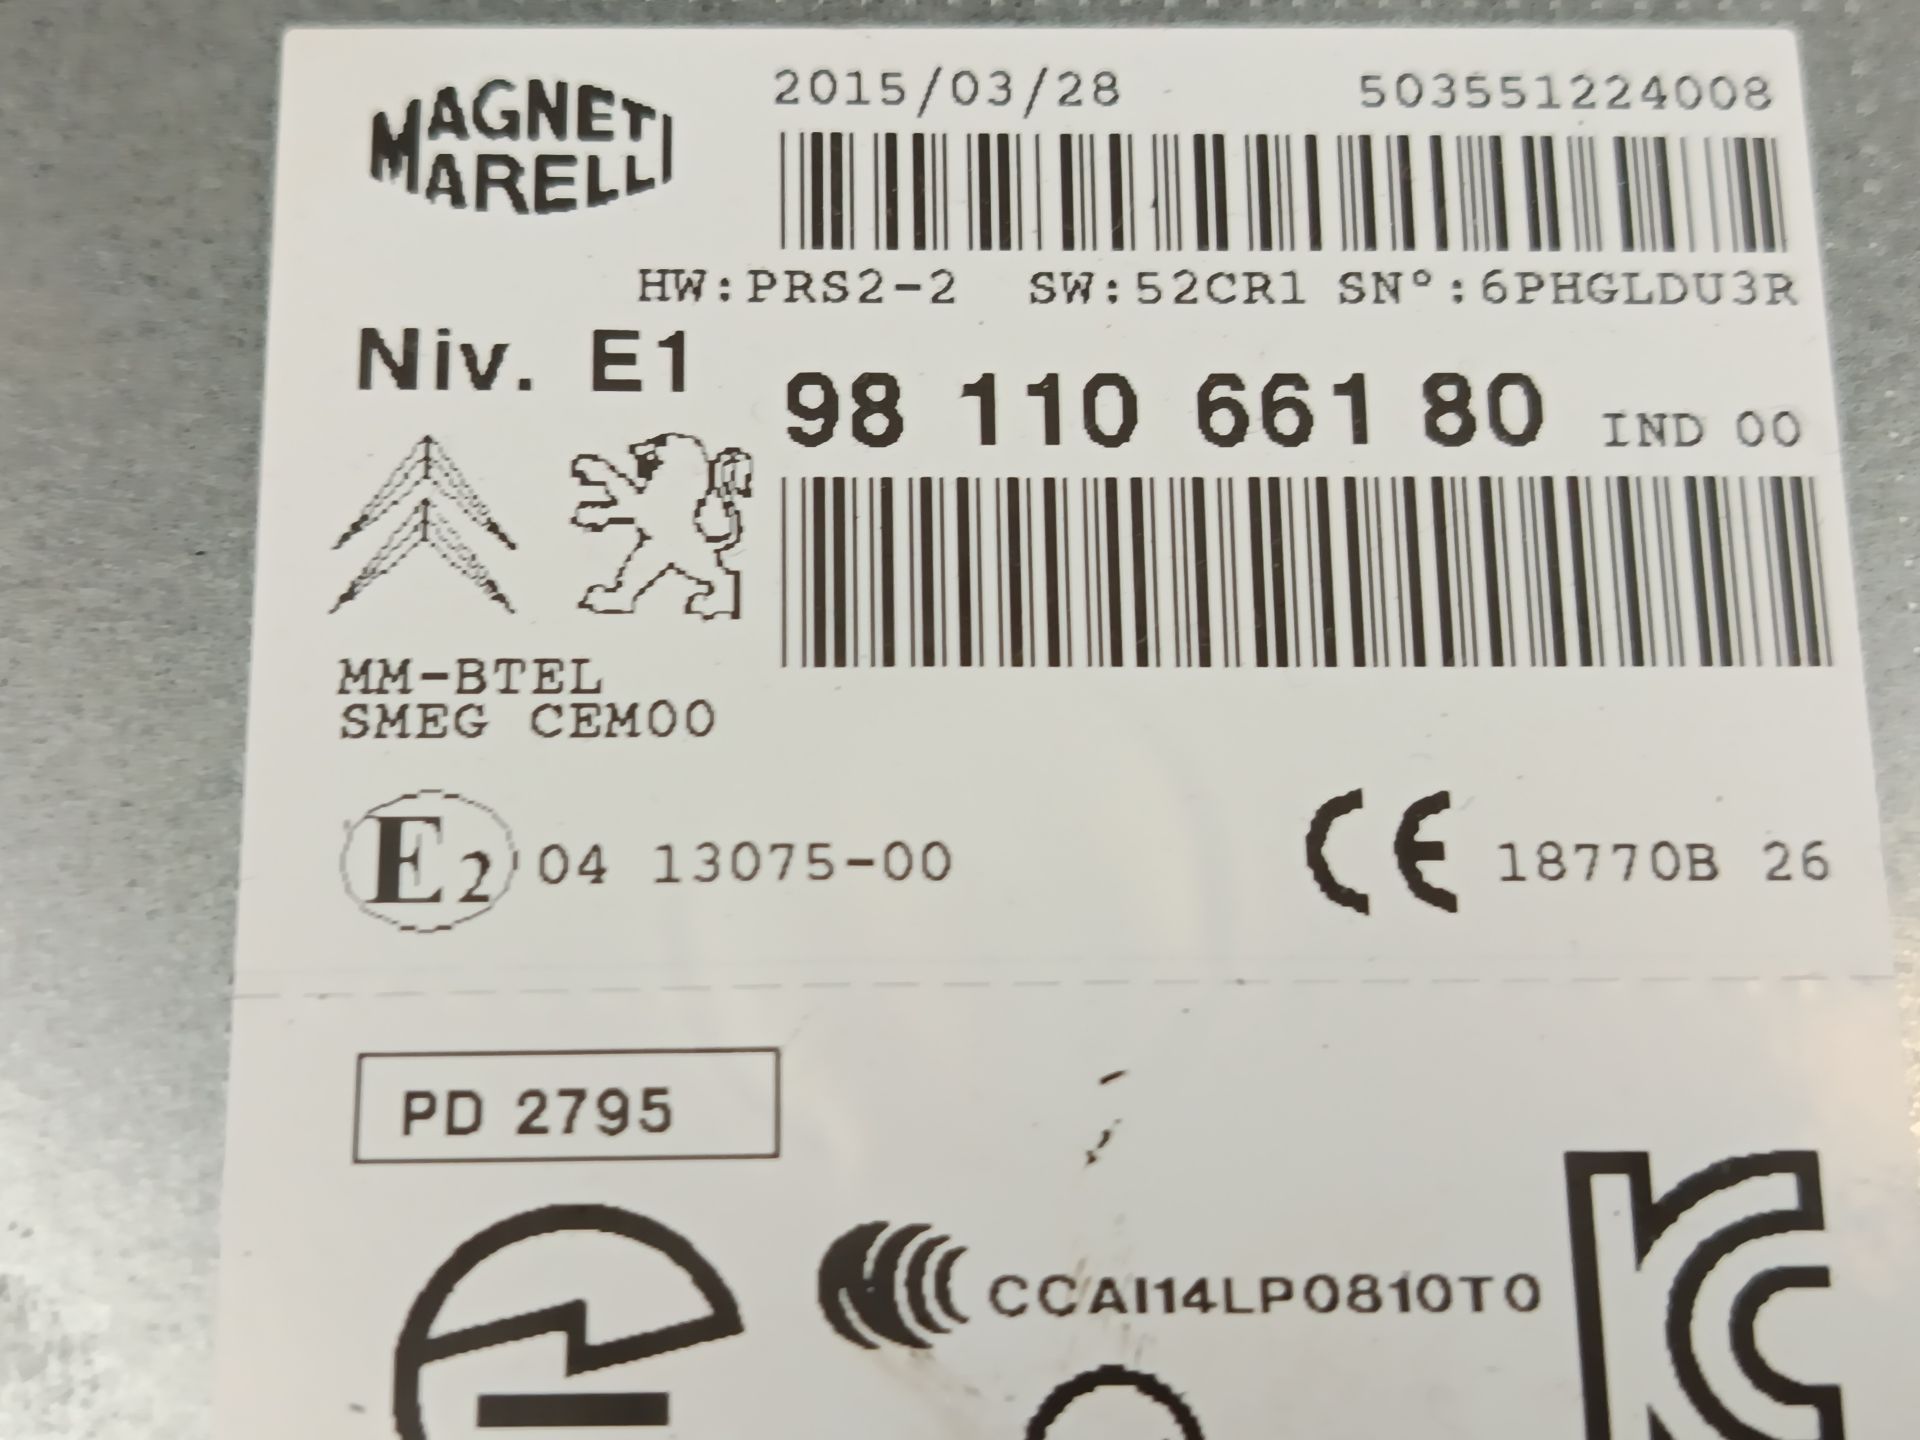 MAGNETI
MARELLI
2015/03/28 503551224008
HW:PRS2-2 SW:52CR1 SN°:6PHGLDU3R
Niv. E1
98 110 661 80 IND 00
MM-BTEL
SMEG CEM00
E2 04 13075-00
CE 18770B 26
PD 2795
CCAI14LP0810T0